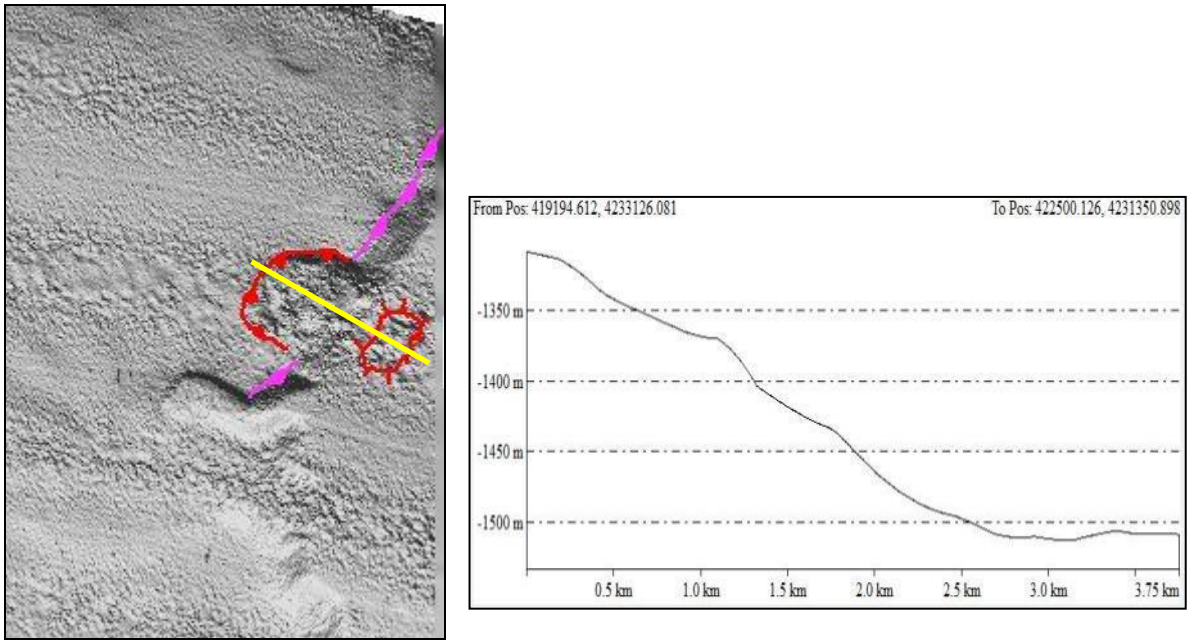 From Pos: 419194.612, 4233126.081
To Pos: 422500.126, 4231350.898
-1350 m
-1400 m
-1450 m
-1500 m
0.5 km
1.0 km
1.5 km
2.0 km
2.5 km
3.0 km
3.75 km